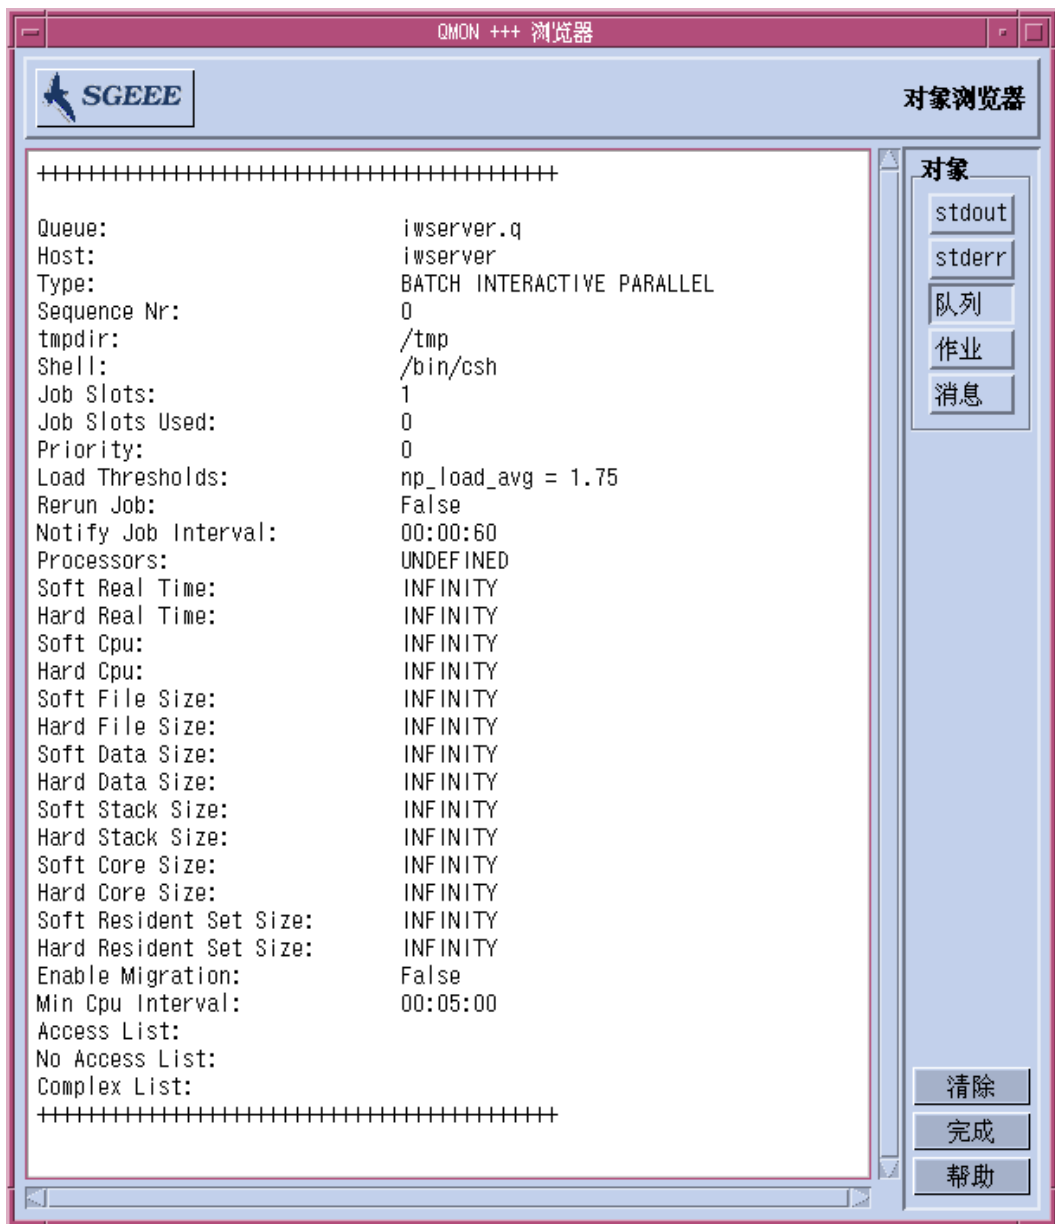 QMON +++ 浏览器
SGEEE
对象浏览器
++++++++++++++++++++++++++++++++++++++++++
Queue: iwserver.q
Host: iwserver
Type: BATCH INTERACTIVE PARALLEL
Sequence Nr: 0
tmpdir: /tmp
Shell: /bin/csh
Job Slots: 1
Job Slots Used: 0
Priority: 0
Load Thresholds: np_load_avg = 1.75
Rerun Job: False
Notify Job Interval: 00:00:60
Processors: UNDEFINED
Soft Real Time: INFINITY
Hard Real Time: INFINITY
Soft Cpu: INFINITY
Hard Cpu: INFINITY
Soft File Size: INFINITY
Hard File Size: INFINITY
Soft Data Size: INFINITY
Hard Data Size: INFINITY
Soft Stack Size: INFINITY
Hard Stack Size: INFINITY
Soft Core Size: INFINITY
Hard Core Size: INFINITY
Soft Resident Set Size: INFINITY
Hard Resident Set Size: INFINITY
Enable Migration: False
Min Cpu Interval: 00:05:00
Access List:
No Access List:
Complex List:
++++++++++++++++++++++++++++++++++++++++++
对象
stdout
stderr
队列
作业
消息
清除
完成
帮助